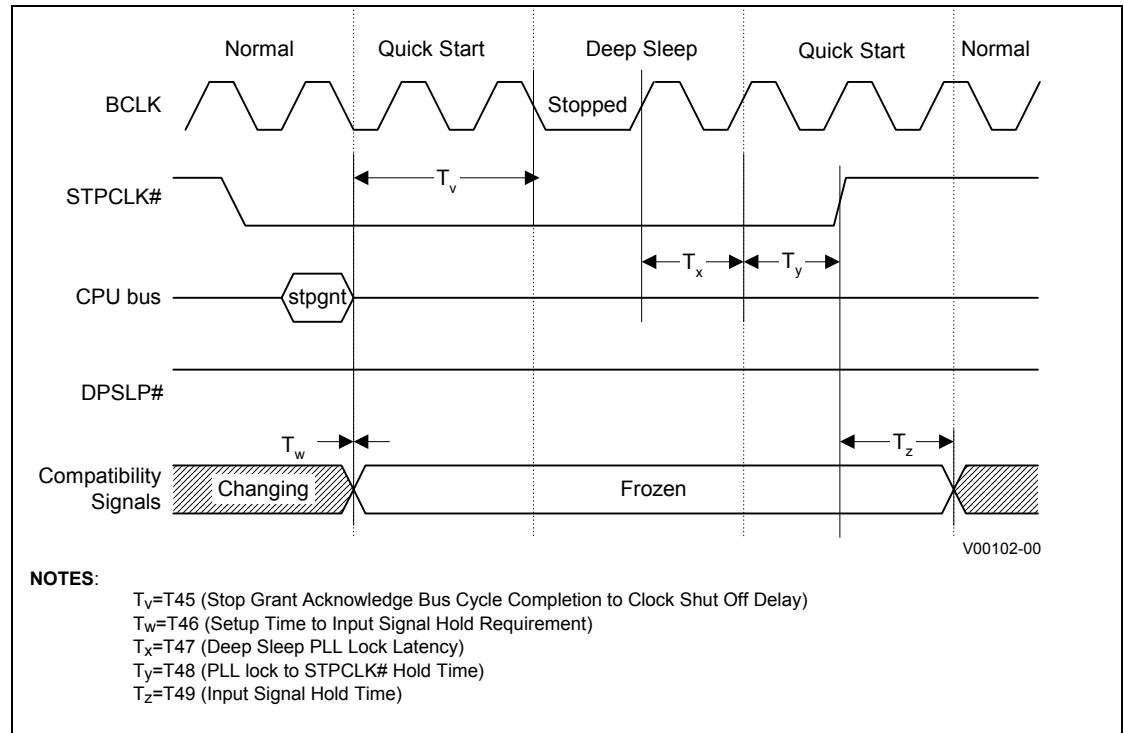 Normal Quick Start Deep Sleep Quick Start Normal
BCLK
Stopped
STPCLK#
Tv
Tx
Ty
CPU bus
stpgnt
DPSLP#
Tw
Tz
Compatibility
Signals
Changing
Frozen
V00102-00
NOTES:
Tv=T45 (Stop Grant Acknowledge Bus Cycle Completion to Clock Shut Off Delay)
Tw=T46 (Setup Time to Input Signal Hold Requirement)
Tx=T47 (Deep Sleep PLL Lock Latency)
Ty=T48 (PLL lock to STPCLK# Hold Time)
Tz=T49 (Input Signal Hold Time)